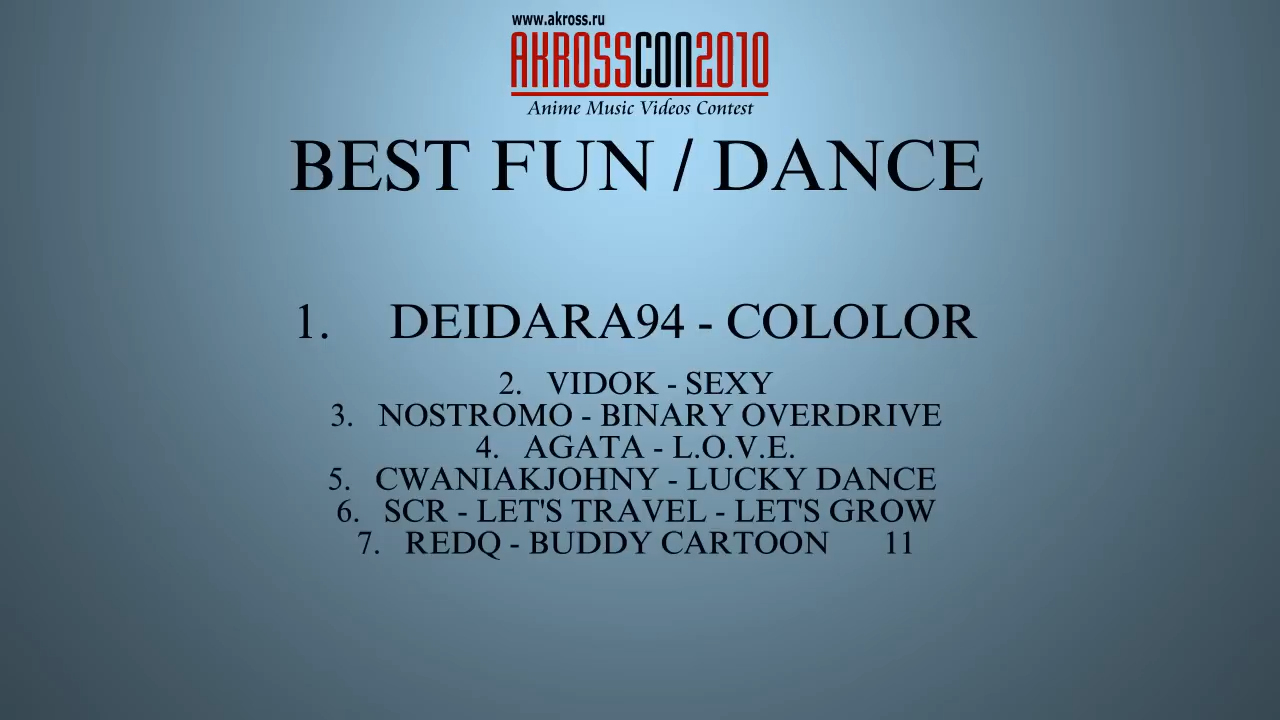 www.akross.ru
AKROSSCON2010
Anime Music Videos Contest
BEST FUN / DANCE
1. DEIDARA94 - COLOLOR
2. VIDOK - SEXY
3. NOSTROMO - BINARY OVERDRIVE
4. AGATA - L.O.V.E.
5. CWANIAKJOHNY - LUCKY DANCE
6. SCR - LET'S TRAVEL - LET'S GROW
7. REDQ - BUDDY CARTOON 11